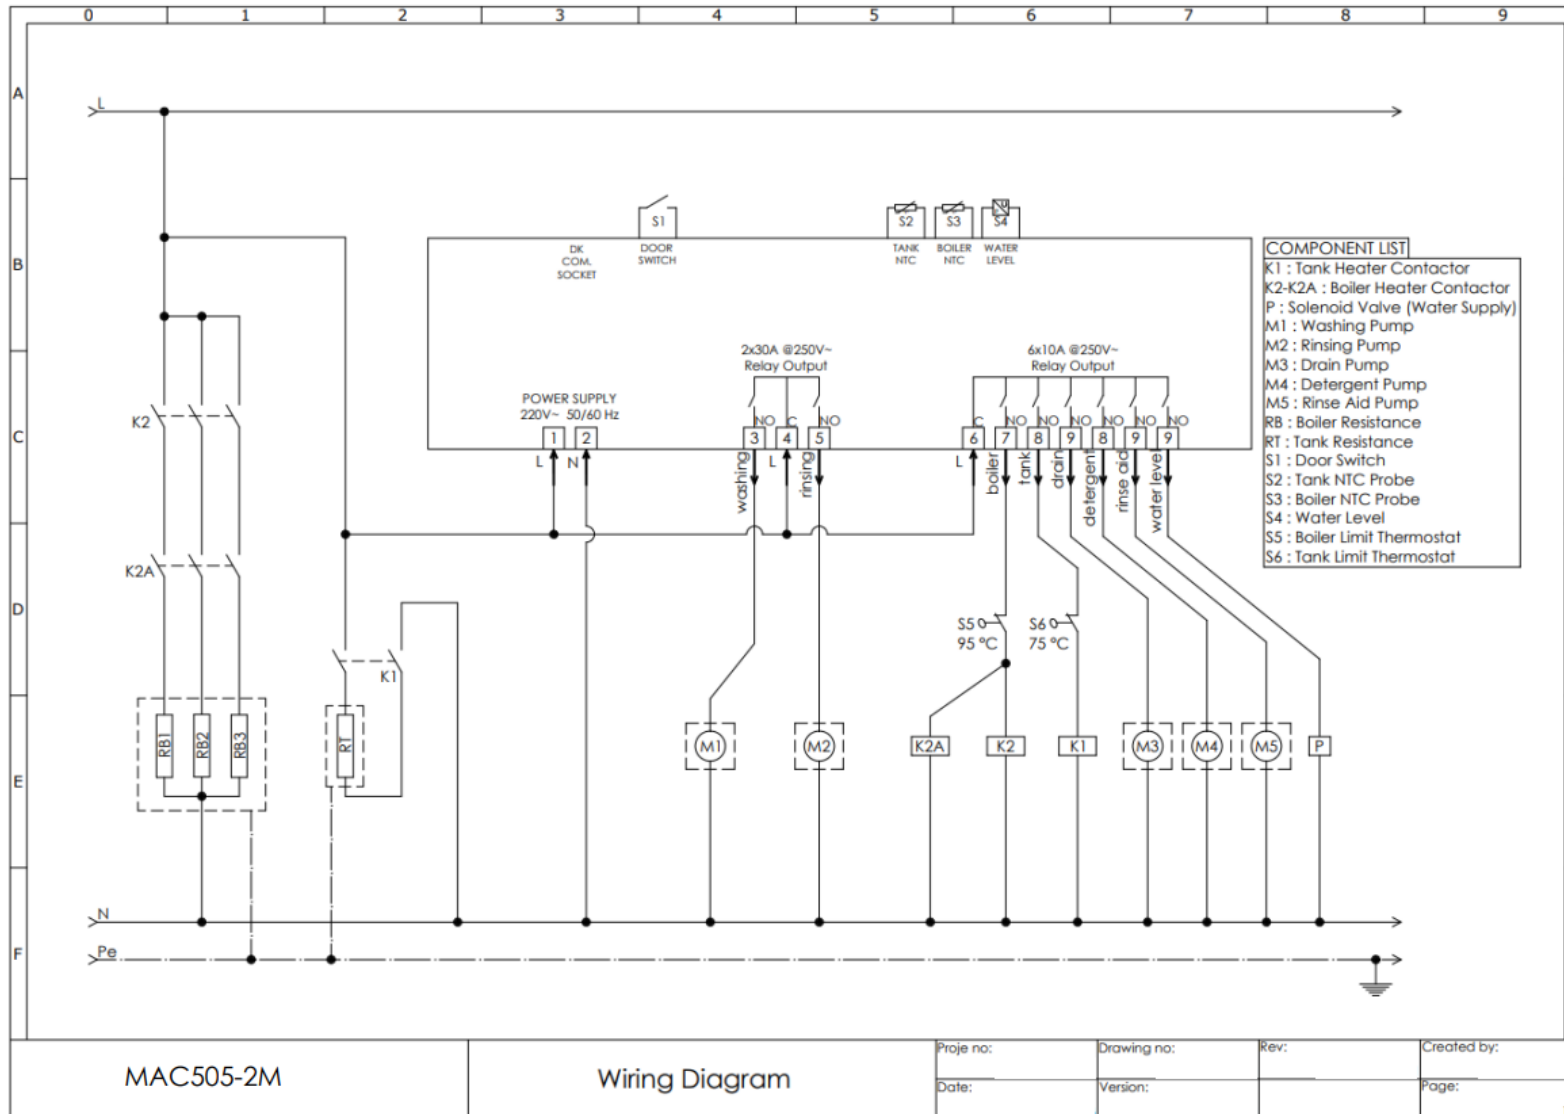 0 1 2 3 4 5 6 7 8 9
A
L
B
S1
S2 S3 S4
DK
COM.
SOCKET
DOOR
SWITCH
TANK
NTC
BOILER
NTC
WATER
LEVEL
COMPONENT LIST
K1 : Tank Heater Contactor
K2-K2A : Boiler Heater Contactor
P : Solenoid Valve (Water Supply)
M1 : Washing Pump
M2 : Rinsing Pump
M3 : Drain Pump
M4 : Detergent Pump
M5 : Rinse Aid Pump
RB : Boiler Resistance
RT : Tank Resistance
S1 : Door Switch
S2 : Tank NTC Probe
S3 : Boiler NTC Probe
S4 : Water Level
S5 : Boiler Limit Thermostat
S6 : Tank Limit Thermostat
2x30A @250V~
Relay Output
6x10A @250V~
Relay Output
POWER SUPPLY
220V~ 50/60 Hz
C
K2
NO C NO C NO NO NO NO NO NO
1 2 3 4 5 6 7 8 9 8 9 9
L N washing L rinsing L boiler tank drain detergent rinse aid water level
K2A
D
S5
95 °C
S6
75 °C
K1
E
RB1 RB2 RB3 RT M1 M2 K2A K2 K1 M3 M4 M5 P
N
F
Pe
MAC505-2M
Wiring Diagram
Proje no: Drawing no: Rev: Created by:
Date: Version: Page: